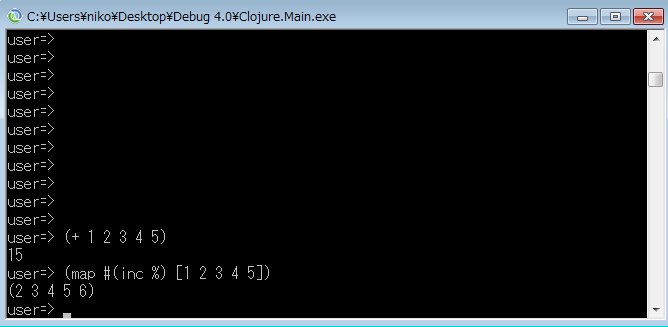 C:¥Users¥niko¥Desktop¥Debug 4.0¥Clojure.Main.exe
user=>
user=>
user=>
user=>
user=>
user=>
user=>
user=>
user=>
user=>
user=>
user=> (+ 1 2 3 4 5)
15
user=> (map #(inc %) [1 2 3 4 5])
(2 3 4 5 6)
user=>